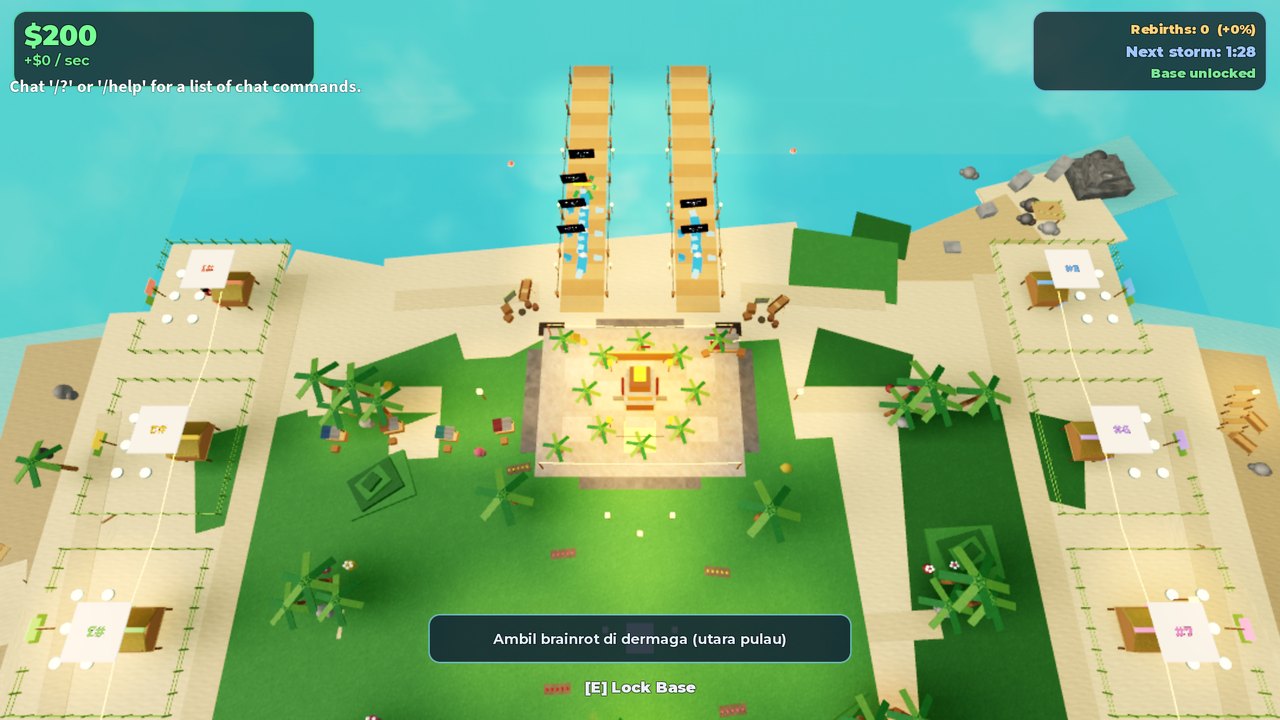 $200
+$0 / sec
Chat '/?' or '/help' for a list of chat commands.
Rebirths: 0 (+0%)
Next storm: 1:28
Base unlocked
Ambil brainrot di dermaga (utara pulau)
[E] Lock Base